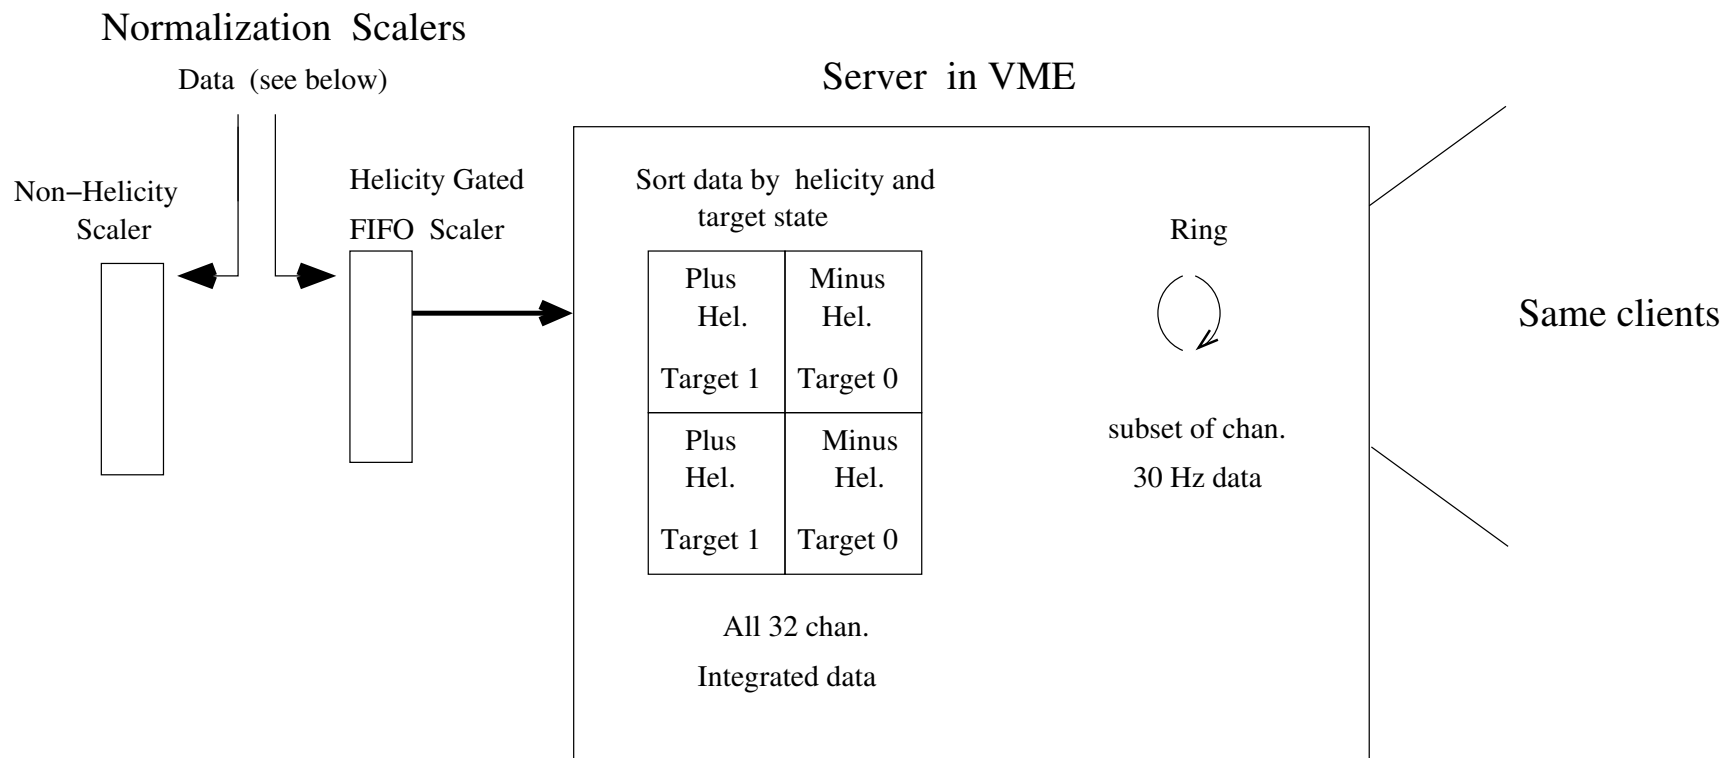 Normalization Scalers
Data (see below)
Non−Helicity
Scaler
Helicity Gated
FIFO Scaler
Server in VME
Sort data by helicity and
target state
Plus
Hel.
Target 1
Minus
Hel.
Target 0
Plus
Hel.
Target 1
Minus
Hel.
Target 0
All 32 chan.
Integrated data
Ring
subset of chan.
30 Hz data
Same clients